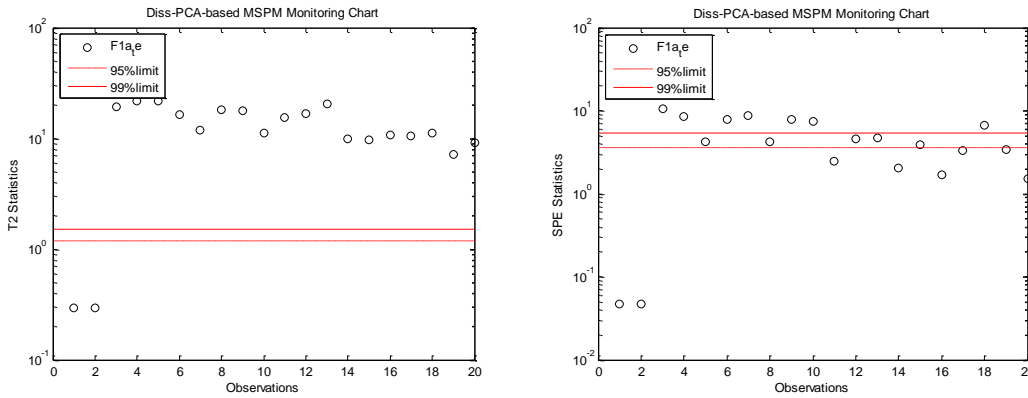 Diss-PCA-based MSPM Monitoring Chart
10^2
10^1
10^0
10^-1
T2 Statistics
F1a_te
95%limit
99%limit
0 2 4 6 8 10 12 14 16 18 20
Observations
Diss-PCA-based MSPM Monitoring Chart
10^2
10^1
10^0
10^-1
10^-2
SPE Statistics
F1a_te
95%limit
99%limit
0 2 4 6 8 10 12 14 16 18 2
Observations